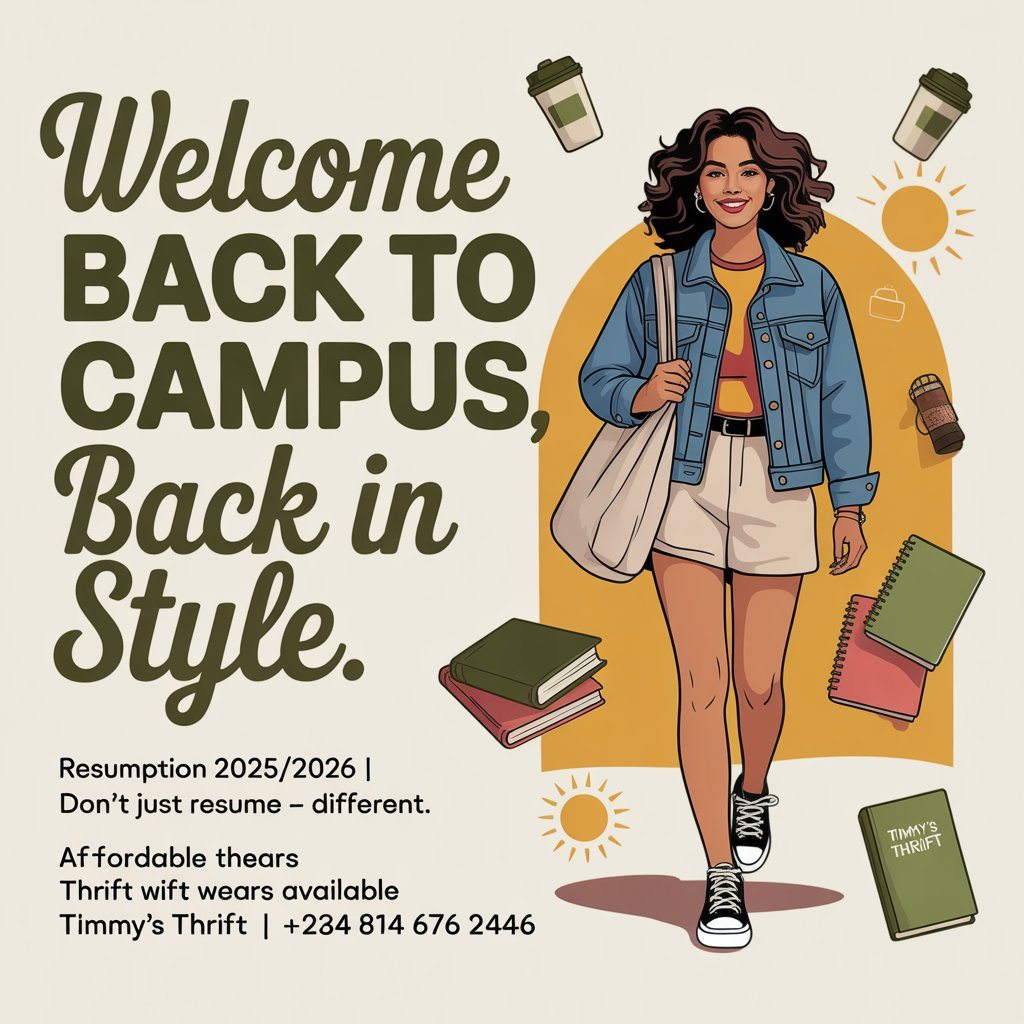 Welcome
BACK TO
CAMPUS,
Back in
Style.
Resumption 2025/2026 |
Don't just resume – different.
Affordable thears
Thrift wift wears available
Timmy's Thrift | +234 814 676 2446
TIMMY'S
THRIFT